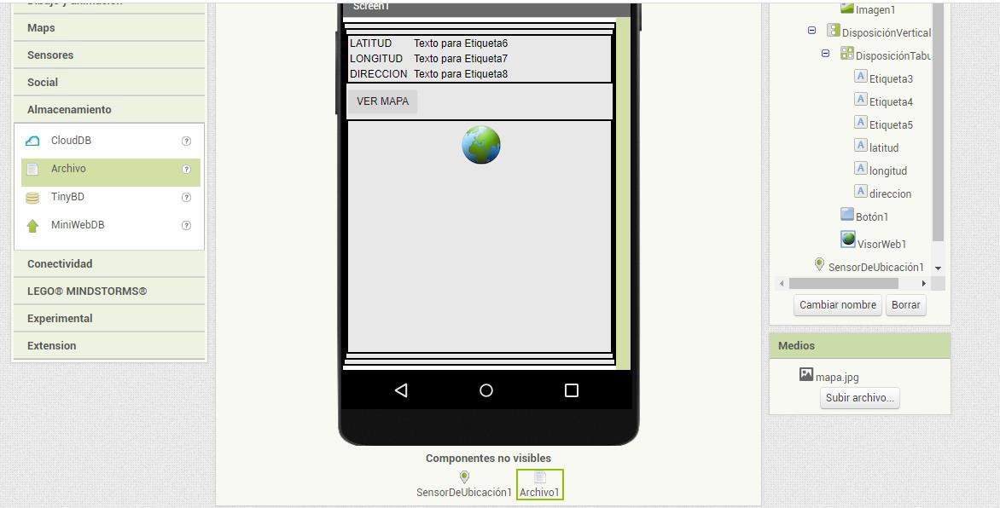 Dibujo y animación
Maps
Sensores
Social
Almacenamiento
CloudDB ?
Archivo ?
TinyBD ?
MiniWebDB ?
Conectividad
LEGO® MINDSTORMS®
Experimental
Extension
Screen1
LATITUD Texto para Etiqueta6
LONGITUD Texto para Etiqueta7
DIRECCION Texto para Etiqueta8
VER MAPA
Componentes no visibles
SensorDeUbicación1
Archivo1
Imagen1
DisposiciónVertical
DisposiciónTabu
A Etiqueta3
A Etiqueta4
A Etiqueta5
A latitud
A longitud
A direccion
Botón1
VisorWeb1
SensorDeUbicación1
Cambiar nombre Borrar
Medios
mapa.jpg
Subir archivo...